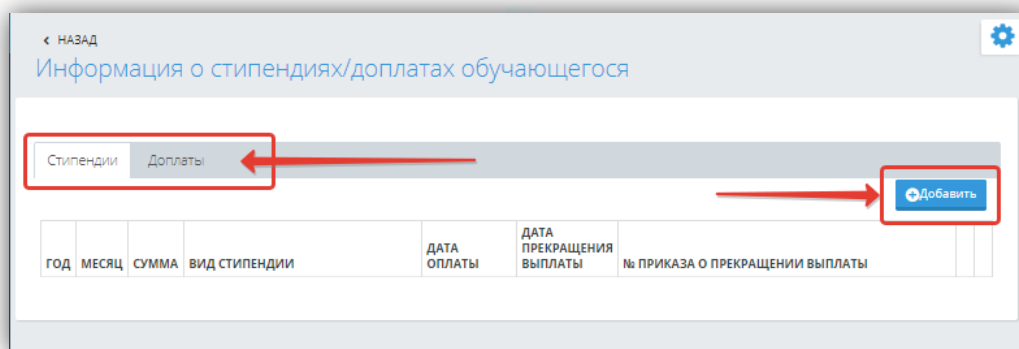 НАЗАД
Информация о стипендиях/доплатах обучающегося
Стипендии Доплаты
Добавить
ГОД МЕСЯЦ СУММА ВИД СТИПЕНДИИ ДАТА ОПЛАТЫ ДАТА ПРЕКРАЩЕНИЯ ВЫПЛАТЫ № ПРИКАЗА О ПРЕКРАЩЕНИИ ВЫПЛАТЫ